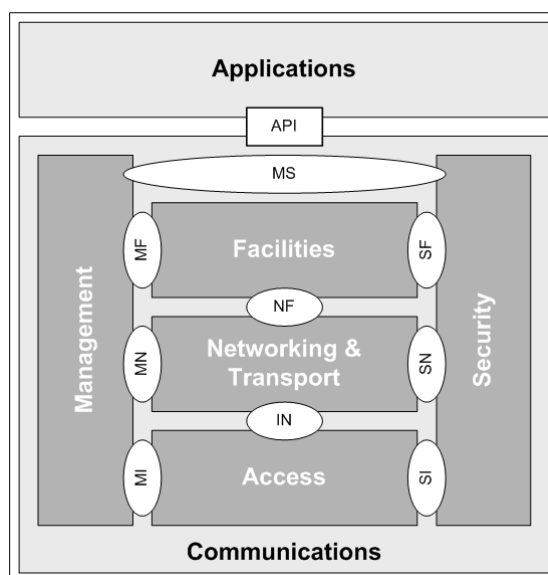 Applications
API
MS
Management
MF
Facilities
SF
Security
NF
MN
Networking &
Transport
SN
IN
MI
Access
SI
Communications